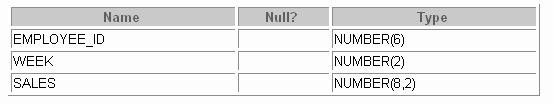 Name Null? Type
EMPLOYEE_ID NUMBER(6)
WEEK NUMBER(2)
SALES NUMBER(8,2)